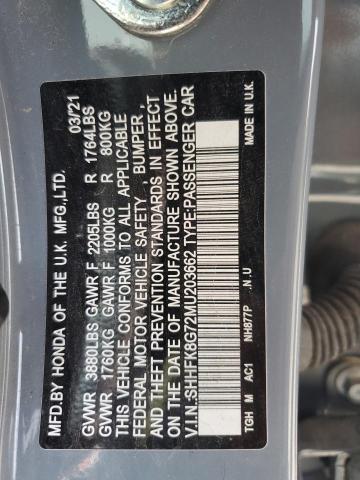 MFD.BY HONDA OF THE U.K. MFG.,LTD. 03/21
GVWR 3880LBS GAWR F 2205LBS R 1764LBS
GVWR 1760KG GAWR F 1000KG R 800KG
THIS VEHICLE CONFORMS TO ALL APPLICABLE
FEDERAL MOTOR VEHICLE SAFETY , BUMPER ,
AND THEFT PREVENTION STANDARDS IN EFFECT
ON THE DATE OF MANUFACTURE SHOWN ABOVE.
V.I.N.:SHHFK8G72MU203662 TYPE:PASSENGER CAR
MADE IN U.K.
TGH M AC1 NH877P .N.U